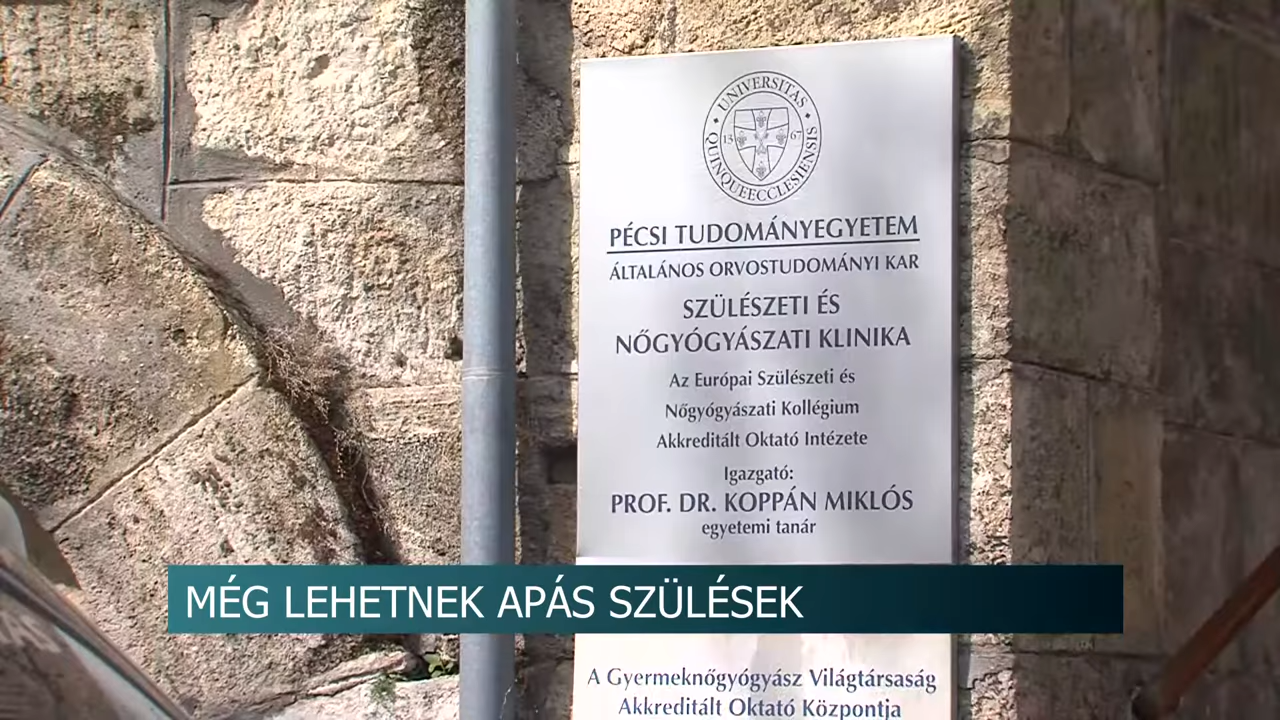 UNIVERSITAS
QUINQUEECCLESIENSIS
13 67
PÉCSI TUDOMÁNYEGYETEM
ÁLTALÁNOS ORVOSTUDOMÁNYI KAR
SZÜLÉSZETI ÉS
NŐGYÓGYÁSZATI KLINIKA
Az Európai Szülészeti és
Nőgyógyászati Kollégium
Akkreditált Oktató Intézete
Igazgató:
PROF. DR. KOPPÁN MIKLÓS
egyetemi tanár
MÉG LEHETNEK APÁS SZÜLÉSEK
A Gyermeknőgyógyász Világtársaság
Akkreditált Oktató Központja